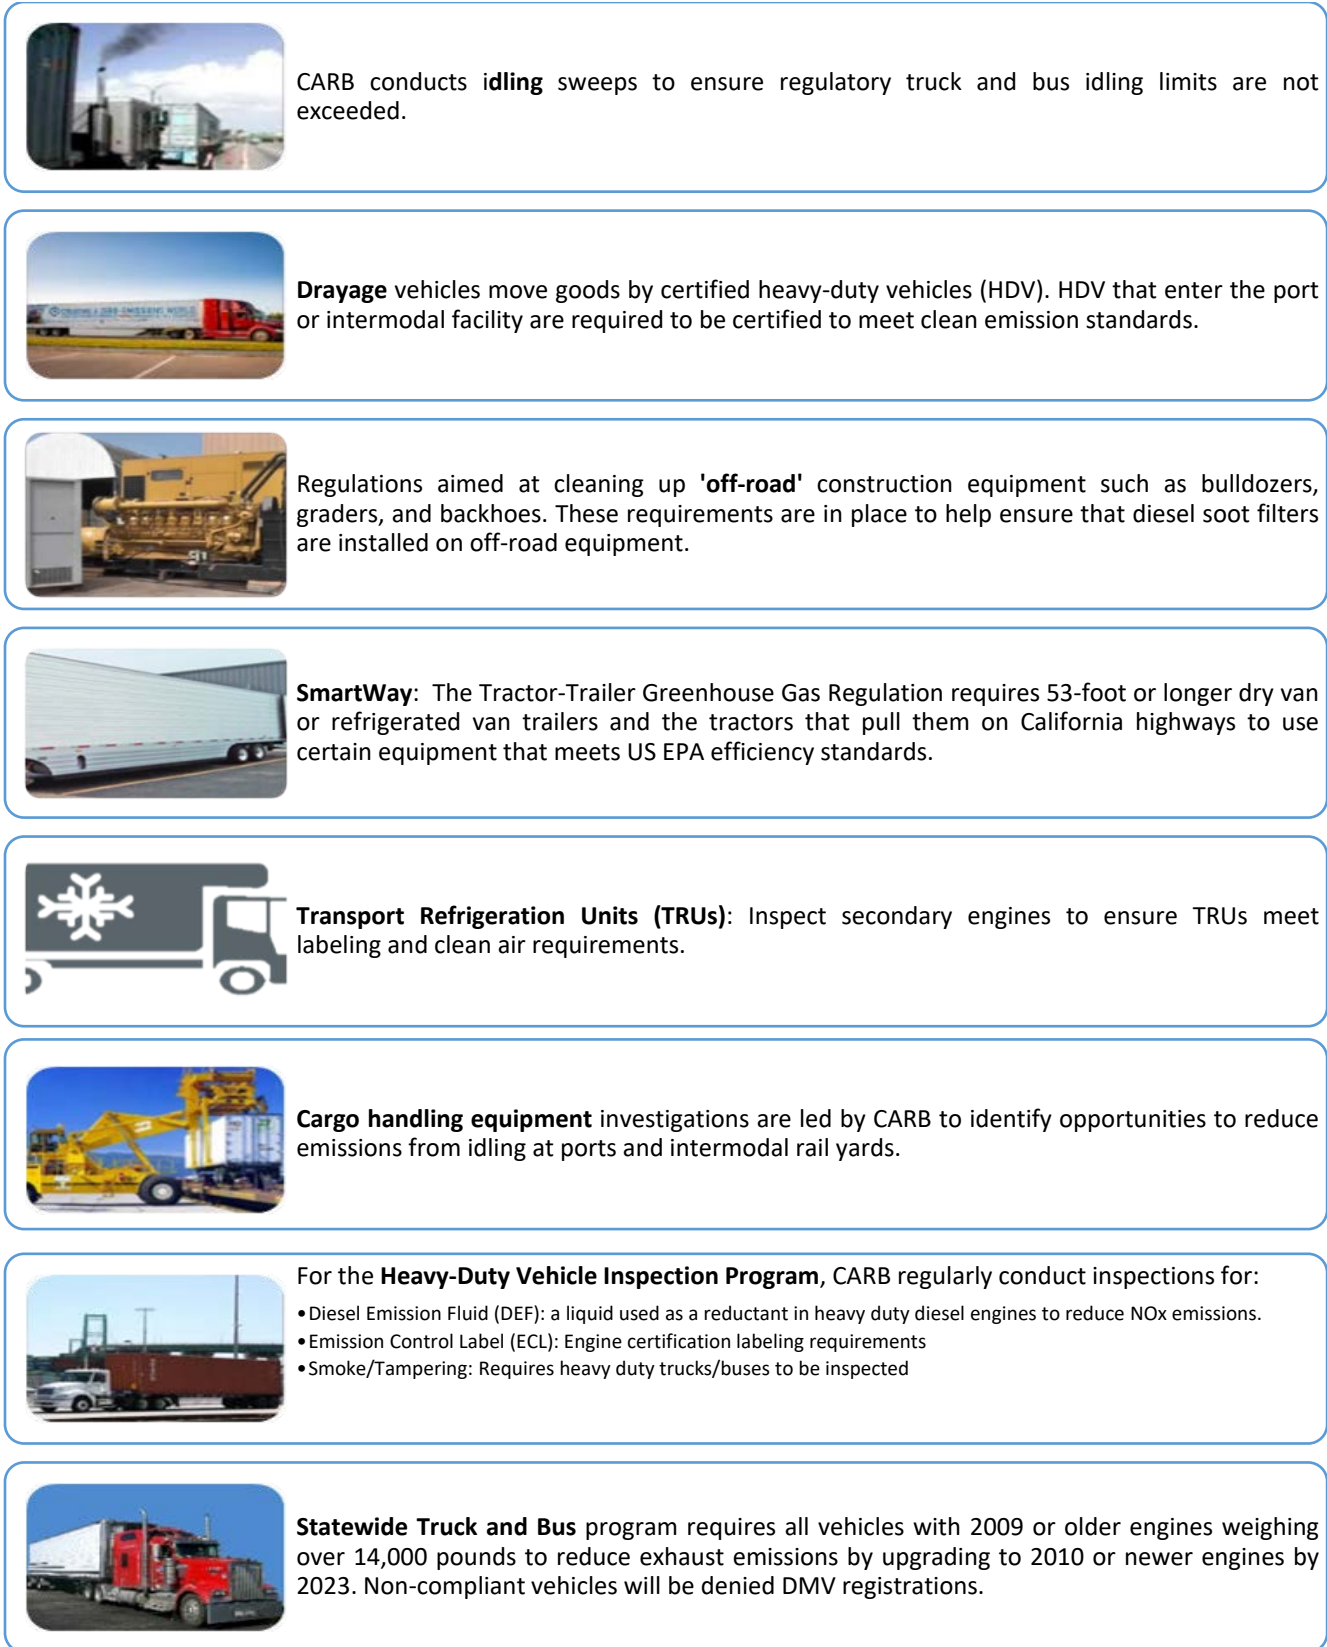 CARB conducts idling sweeps to ensure regulatory truck and bus idling limits are not
exceeded.
Drayage vehicles move goods by certified heavy-duty vehicles (HDV). HDV that enter the port
or intermodal facility are required to be certified to meet clean emission standards.
Regulations aimed at cleaning up 'off-road' construction equipment such as bulldozers,
graders, and backhoes. These requirements are in place to help ensure that diesel soot filters
are installed on off-road equipment.
SmartWay:  The Tractor-Trailer Greenhouse Gas Regulation requires 53-foot or longer dry van
or refrigerated van trailers and the tractors that pull them on California highways to use
certain equipment that meets US EPA efficiency standards.
Transport Refrigeration Units (TRUs): Inspect secondary engines to ensure TRUs meet
labeling and clean air requirements.
Cargo handling equipment investigations are led by CARB to identify opportunities to reduce
emissions from idling at ports and intermodal rail yards.
For the Heavy-Duty Vehicle Inspection Program, CARB regularly conduct inspections for:
•Diesel Emission Fluid (DEF): a liquid used as a reductant in heavy duty diesel engines to reduce NOx emissions.
•Emission Control Label (ECL): Engine certification labeling requirements
•Smoke/Tampering: Requires heavy duty trucks/buses to be inspected
Statewide Truck and Bus program requires all vehicles with 2009 or older engines weighing
over 14,000 pounds to reduce exhaust emissions by upgrading to 2010 or newer engines by
2023. Non-compliant vehicles will be denied DMV registrations.